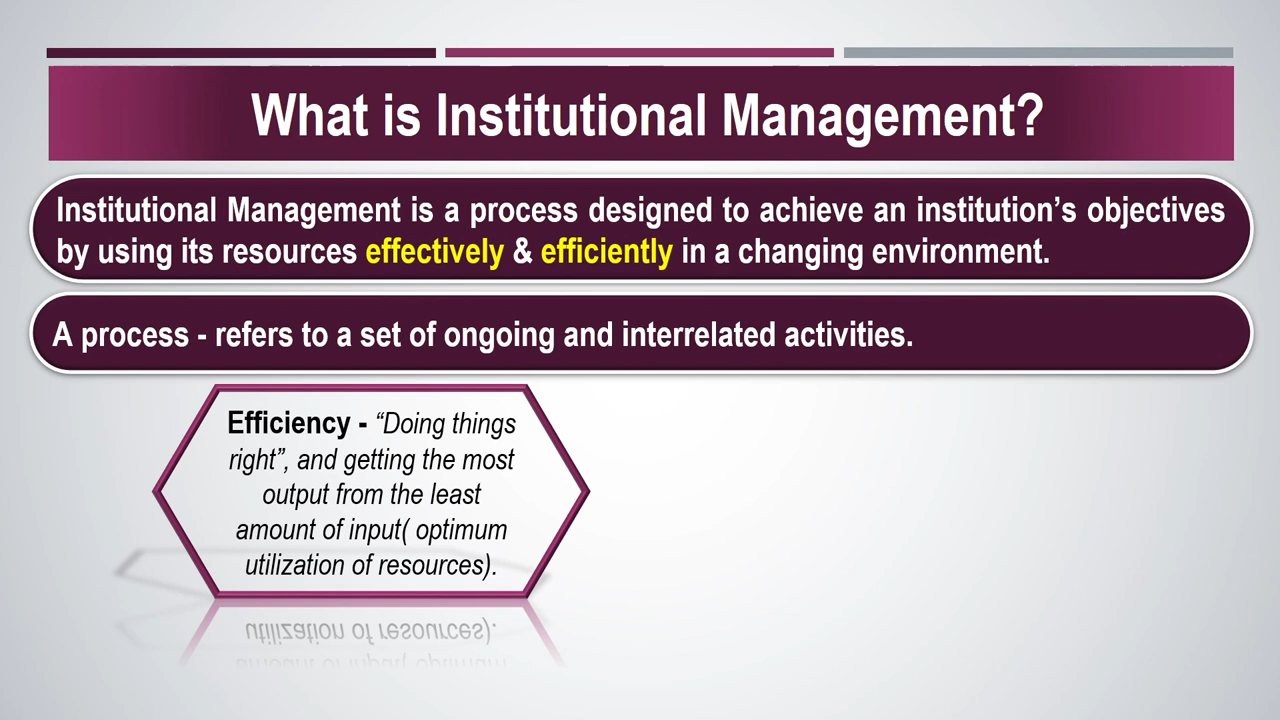 What is Institutional Management?
Institutional Management is a process designed to achieve an institution’s objectives
by using its resources effectively & efficiently in a changing environment.
A process - refers to a set of ongoing and interrelated activities.
Efficiency - “Doing things
right”, and getting the most
output from the least
amount of input( optimum
utilization of resources).